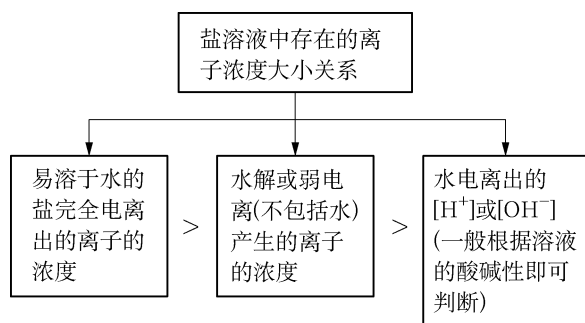 盐溶液中存在的离
子浓度大小关系
易溶于水的
盐完全电离
出的离子的
浓度
>
水解或弱电
离(不包括水)
产生的离子
的浓度
>
水电离出的
[H⁺]或[OH⁻]
(一般根据溶液
的酸碱性即可
判断)